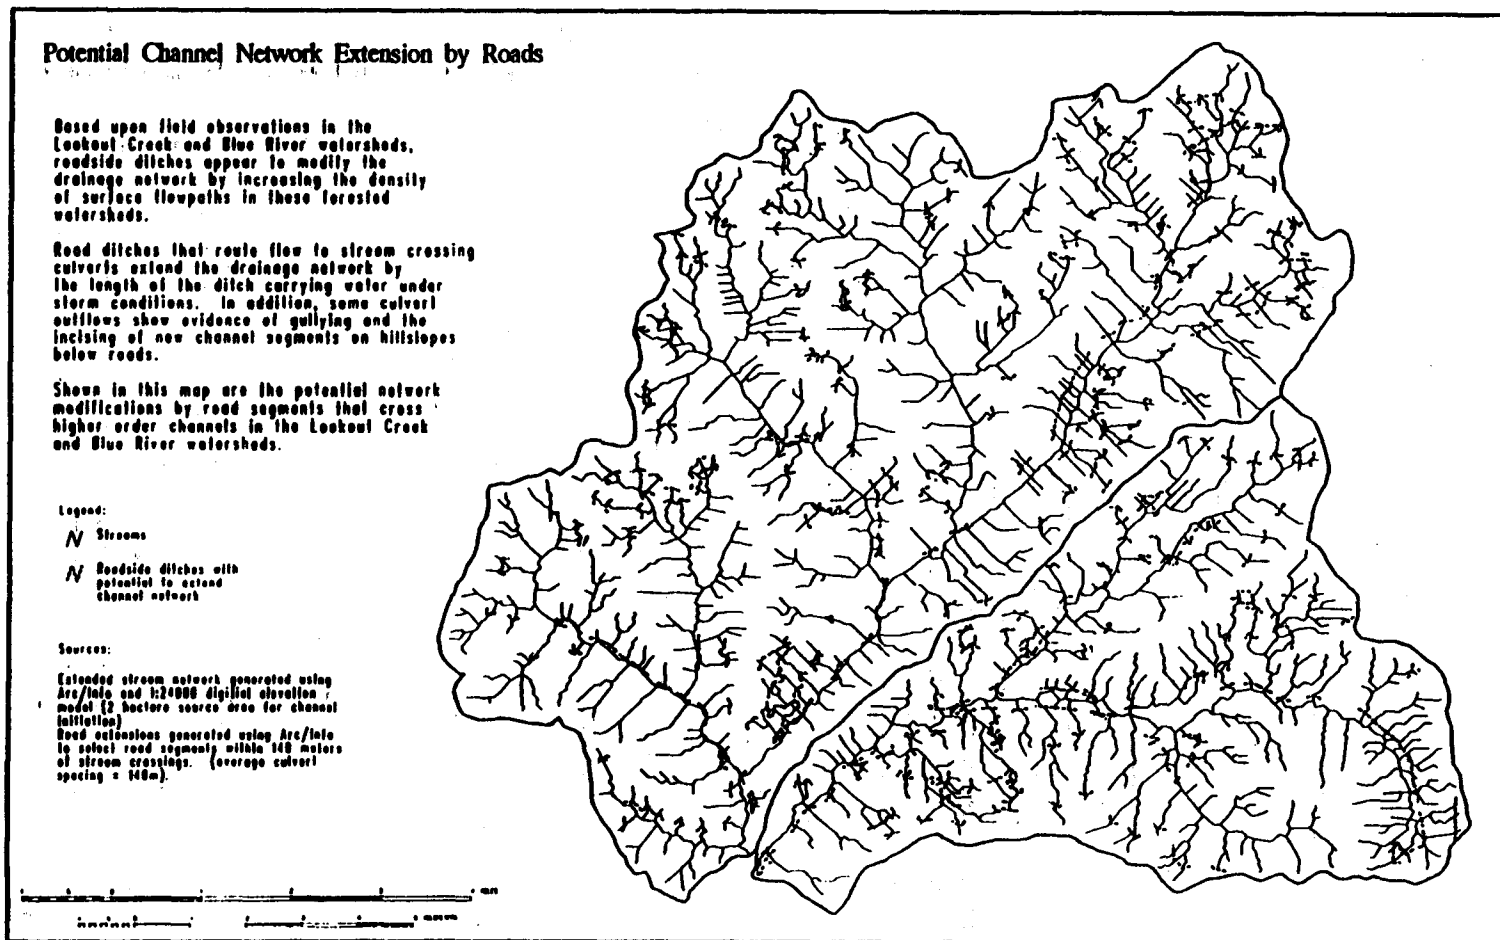 Potential Channel Network Extension by Roads
Based upon field observations in the
Lookout Creek and Blue River watersheds,
roadside ditches appear to modify the
drainage network by increasing the density
of surface flowpaths in these forested
watersheds.
Road ditches that route flow to stream crossing
culverts extend the drainage network by
the length of the ditch carrying water under
storm conditions. In addition, some culvert
outflows show evidence of gullying and the
incising of new channel segments on hillslopes
below roads.
Shown in this map are the potential network
modifications by road segments that cross
higher order channels in the Lookout Creek
and Blue River watersheds.
Legend:
Streams
Roadside ditches with
potential to extend
channel network
Sources:
Extended stream network generated using
Arc/Info and 1:24000 digital elevation
model (2 hectare source area for channel
initiation)
Road extensions generated using Arc/Info
to select road segments within 140 meters
of stream crossings. (average culvert
spacing = 140m).